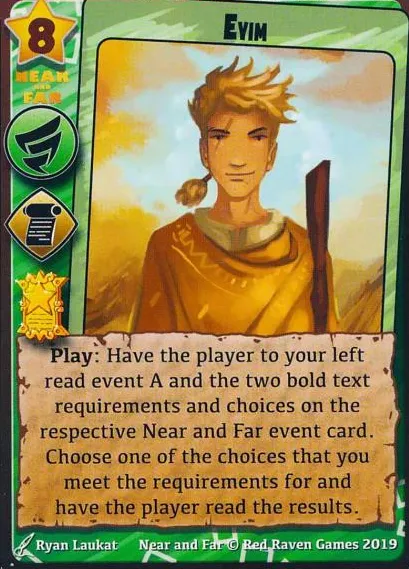 8
EYIM
NEAR
AND
FAR
Play: Have the player to your left
read event A and the two bold text
requirements and choices on the
respective Near and Far event card.
Choose one of the choices that you
meet the requirements for and
have the player read the results.
Ryan Laukat Near and Far © Red Raven Games 2019